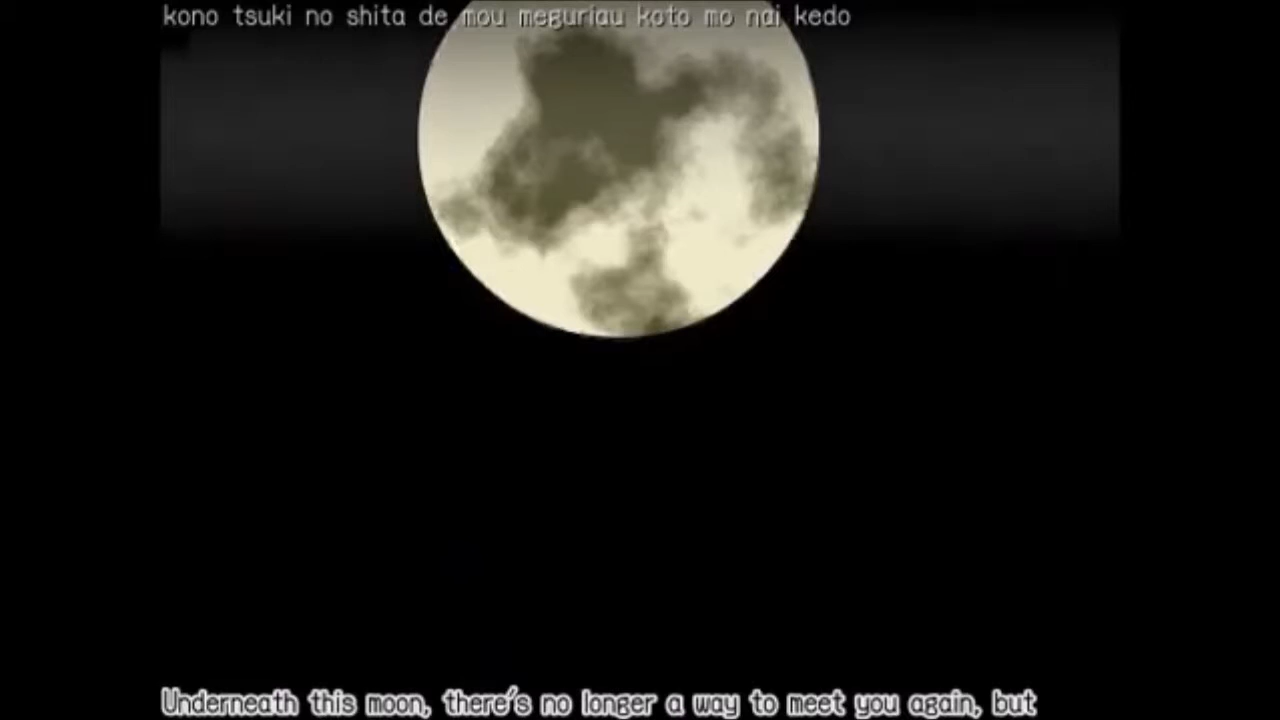 kono tsuki no shita de mou meguriau koto mo nai kedo
Underneath this moon, there's no longer a way to meet you again, but